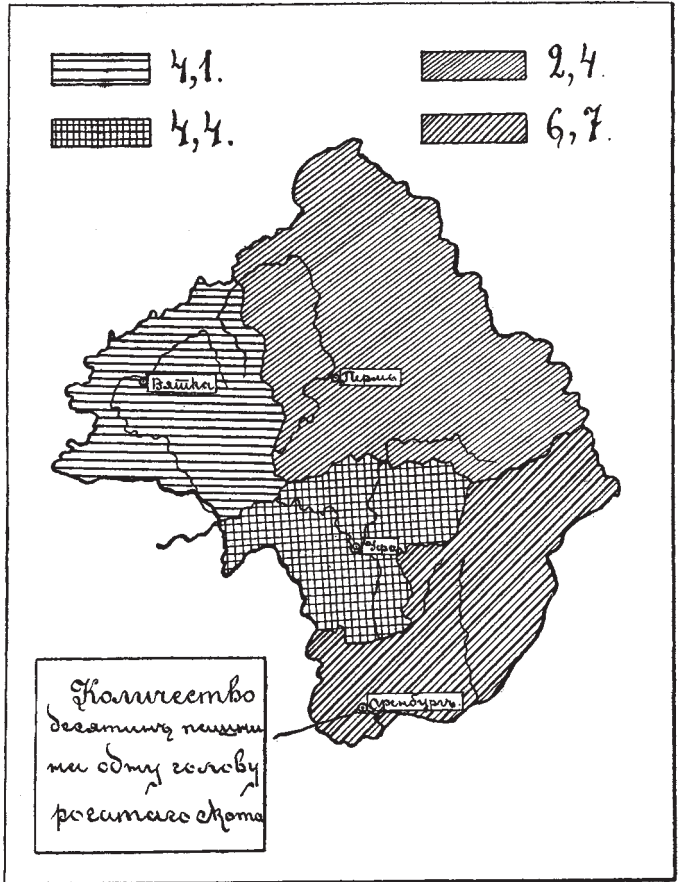 4,1.
2,4.
4,4.
6,7.
Пермь
Вятка
Уфа
Оренбургъ.
Количество
десятинъ пашни
на одну голову
рогатаго скота